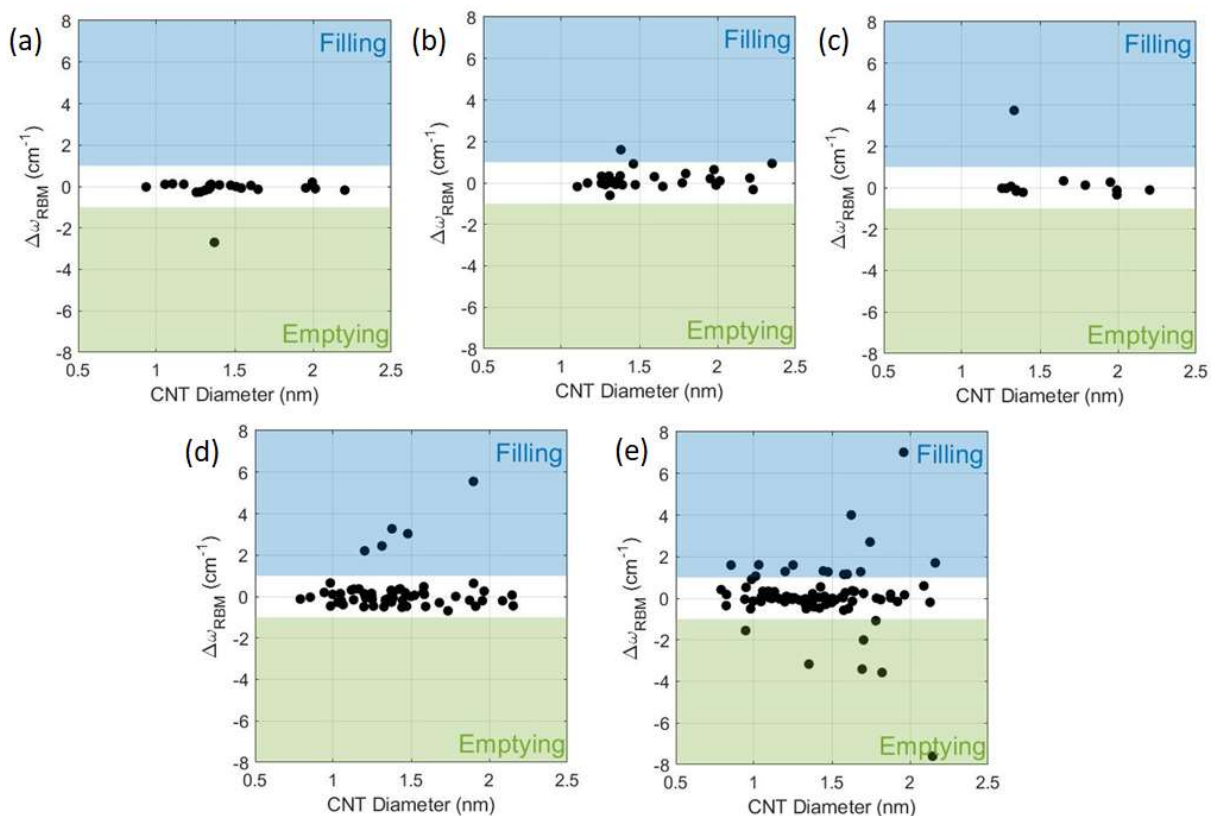 (a)
8
6
4
2
0
-2
-4
-6
-8
ΔωRBM (cm-1)
Filling
Emptying
0.5 1 1.5 2 2.5
CNT Diameter (nm)
(b)
8
6
4
2
0
-2
-4
-6
-8
ΔωRBM (cm-1)
Filling
Emptying
0.5 1 1.5 2 2.5
CNT Diameter (nm)
(c)
8
6
4
2
0
-2
-4
-6
-8
ΔωRBM (cm-1)
Filling
Emptying
0.5 1 1.5 2 2.5
CNT Diameter (nm)
(d)
8
6
4
2
0
-2
-4
-6
-8
ΔωRBM (cm-1)
Filling
Emptying
0.5 1 1.5 2 2.5
CNT Diameter (nm)
(e)
8
6
4
2
0
-2
-4
-6
-8
ΔωRBM (cm-1)
Filling
Emptying
0.5 1 1.5 2 2.5
CNT Diameter (nm)